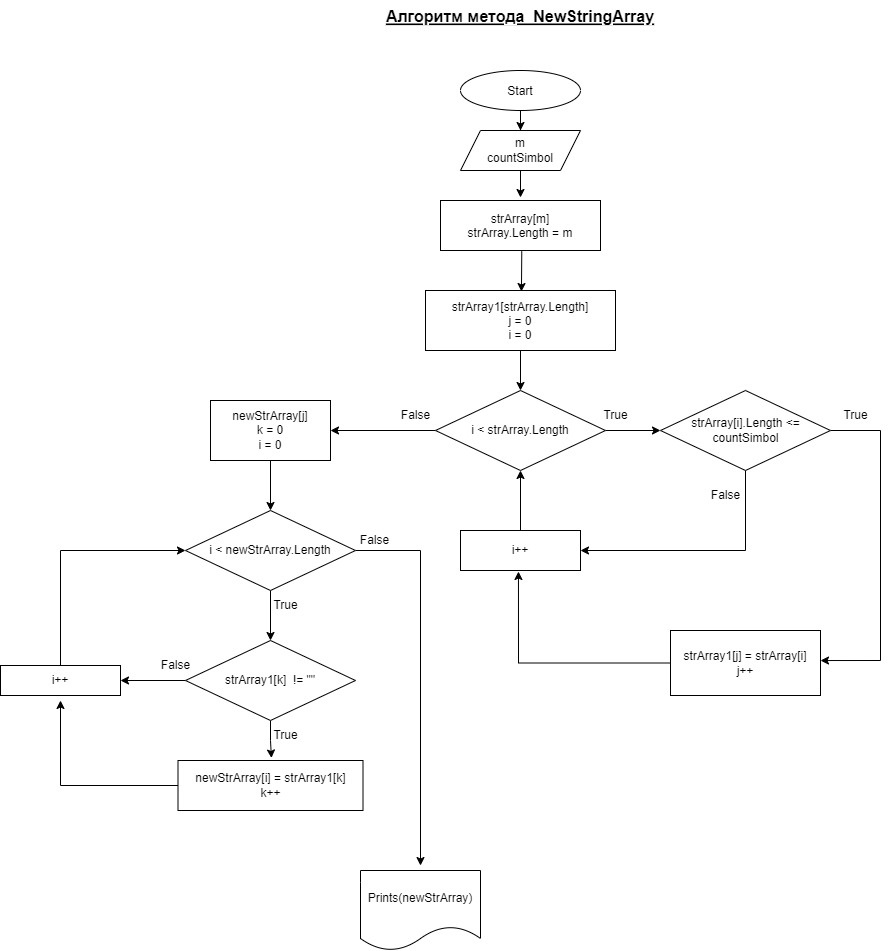 Алгоритм метода NewStringArray
Start
m
countSimbol
strArray[m]
strArray.Length = m
strArray1[strArray.Length]
j = 0
i = 0
i < strArray.Length
True
strArray[i].Length <=
countSimbol
True
False
i++
strArray1[j] = strArray[i]
j++
False
newStrArray[j]
k = 0
i = 0
i < newStrArray.Length
False
True
strArray1[k] != ""
False
i++
True
newStrArray[i] = strArray1[k]
k++
Prints(newStrArray)